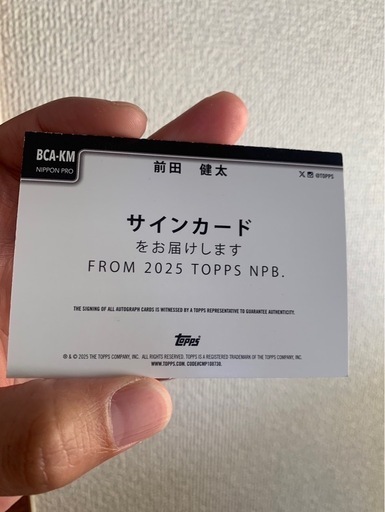 BCA-KM
NIPPON PRO
前田 健太
@TOPPS
サインカード
をお届けします
FROM 2025 TOPPS NPB.
THE SIGNING OF ALL AUTOGRAPH CARDS IS WITNESSED BY A TOPPS REPRESENTATIVE TO GUARANTEE AUTHENTICITY.
Topps
® & © 2025 THE TOPPS COMPANY, INC. ALL RIGHTS RESERVED. TOPPS IS A REGISTERED TRADEMARK OF THE TOPPS COMPANY, INC.
WWW.TOPPS.COM. CODE#CMP100738.